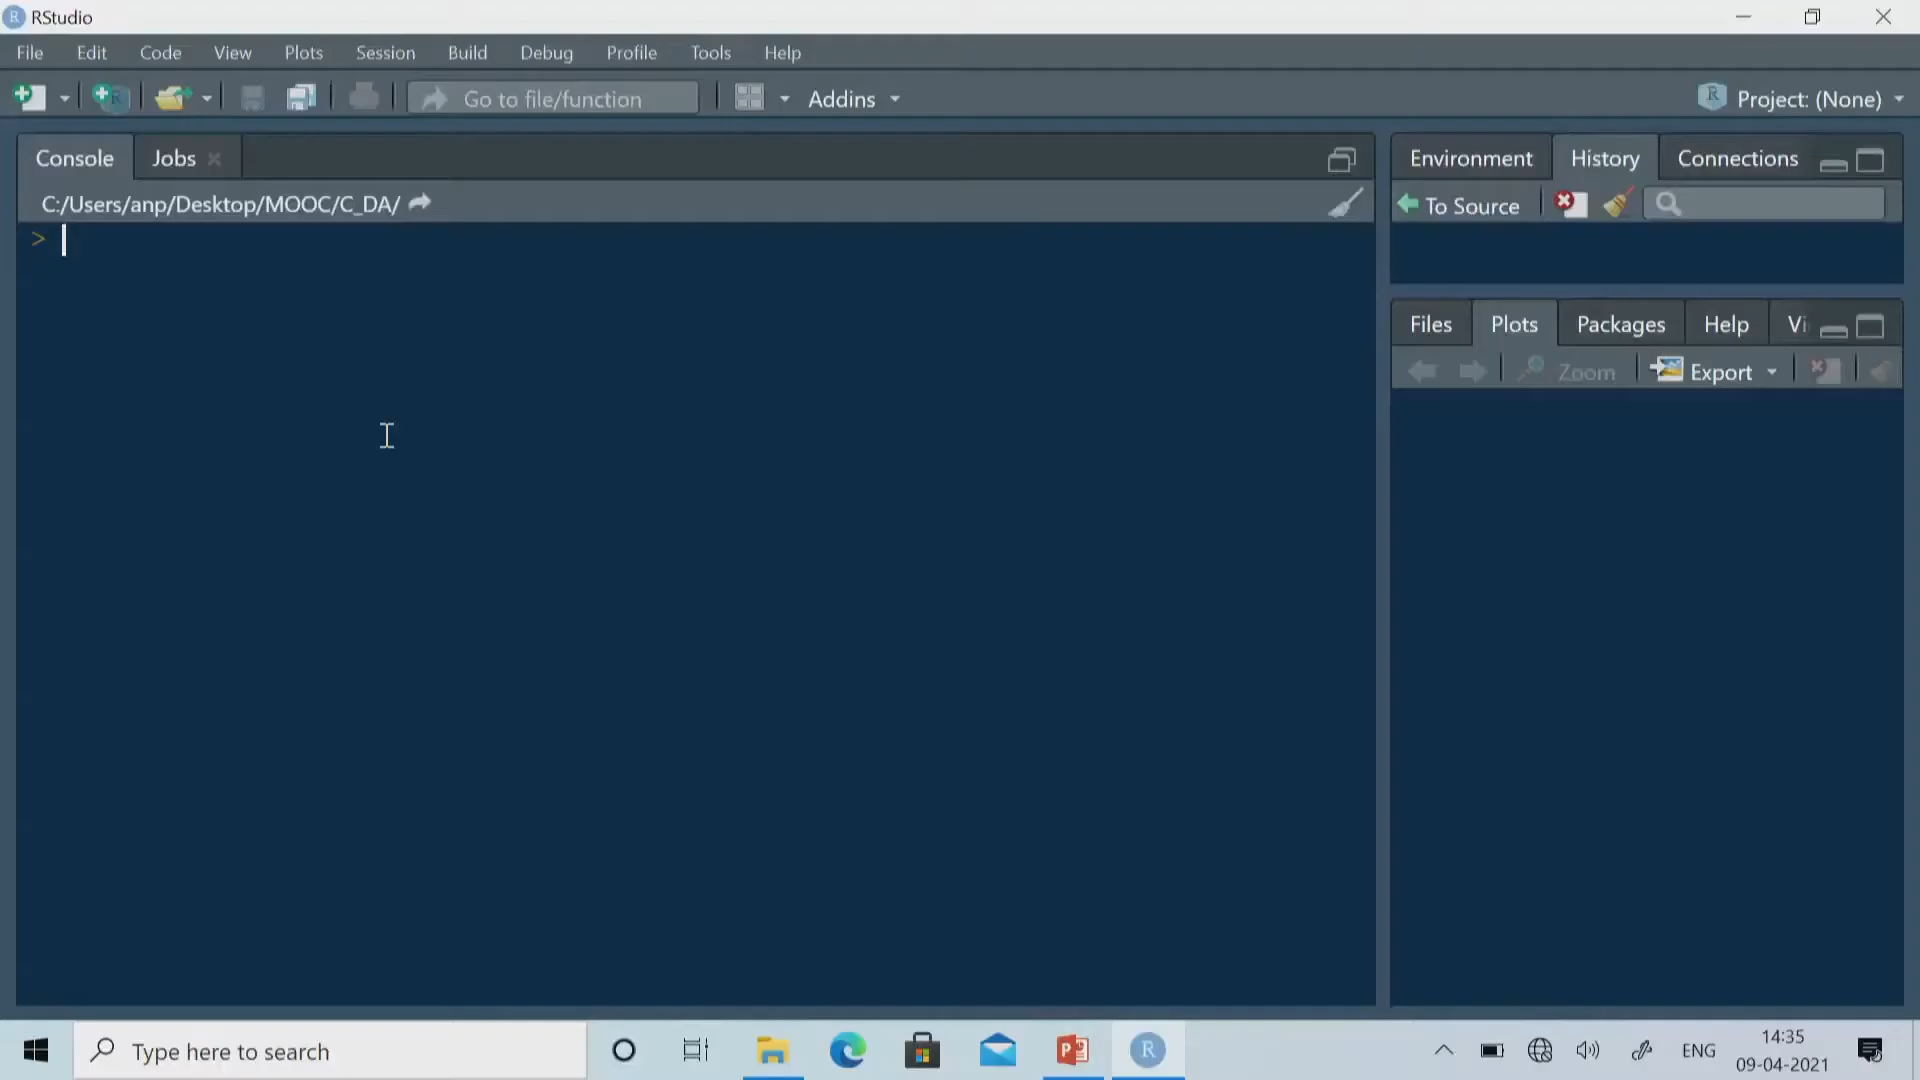 RStudio
File Edit Code View Plots Session Build Debug Profile Tools Help
Go to file/function Addins Project: (None)
Console Jobs
C:/Users/anp/Desktop/MOOC/C_DA/
>
Environment History Connections
To Source
Files Plots Packages Help Vi
Zoom Export
Type here to search
ENG
14:35
09-04-2021